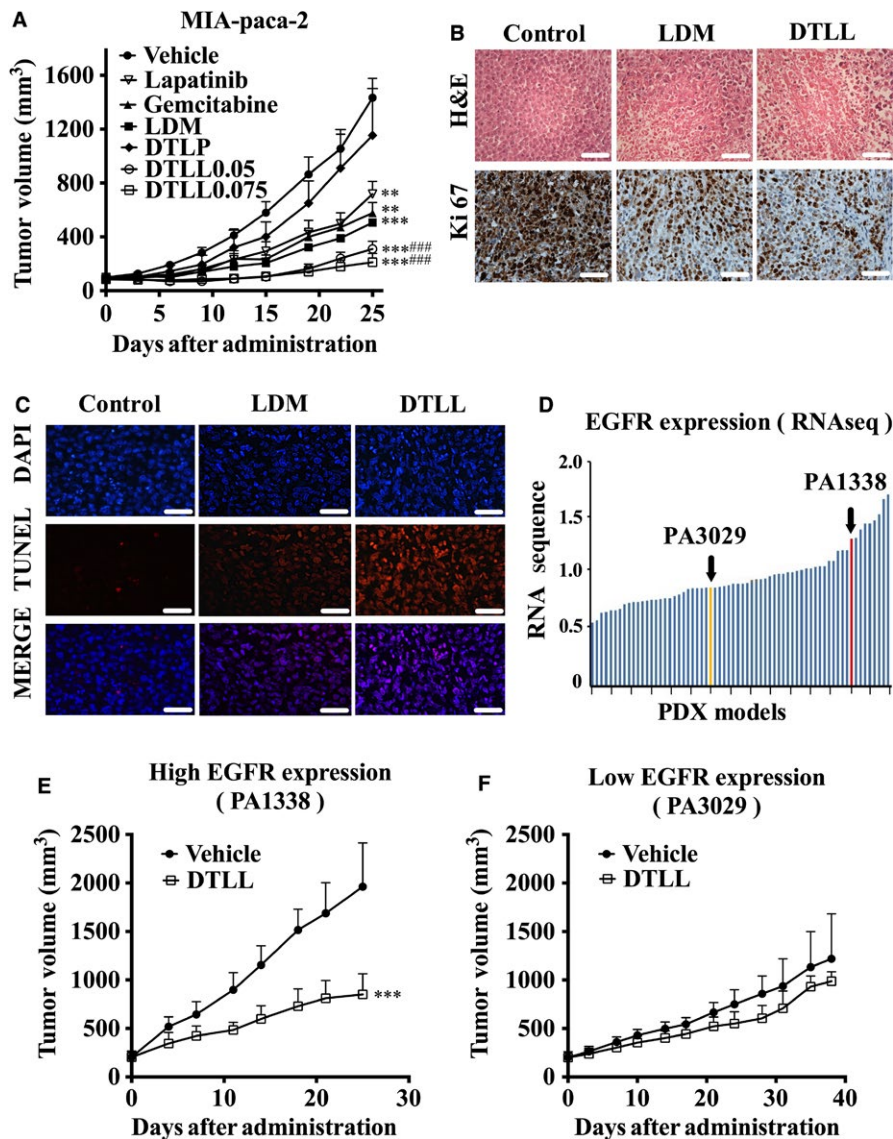 A
MIA-paca-2
Tumor volume (mm3)
1600
1200
800
400
0
Vehicle
Lapatinib
Gemcitabine
LDM
DTLP
DTLL0.05
DTLL0.075
**
**
***
***###
***###
0 5 10 15 20 25
Days after administration
B
Control LDM DTLL
H&E
Ki 67
C
Control LDM DTLL
DAPI
TUNEL
MERGE
D
EGFR expression ( RNAseq )
RNA sequence
2.0
1.5
1.0
0.5
0
PA3029
PA1338
PDX models
E
High EGFR expression
( PA1338 )
Tumor volume (mm3)
2500
2000
1500
1000
500
0
Vehicle
DTLL
***
0 10 20 30
Days after administration
F
Low EGFR expression
( PA3029 )
Tumor volume (mm3)
2500
2000
1500
1000
500
0
Vehicle
DTLL
0 10 20 30 40
Days after administration